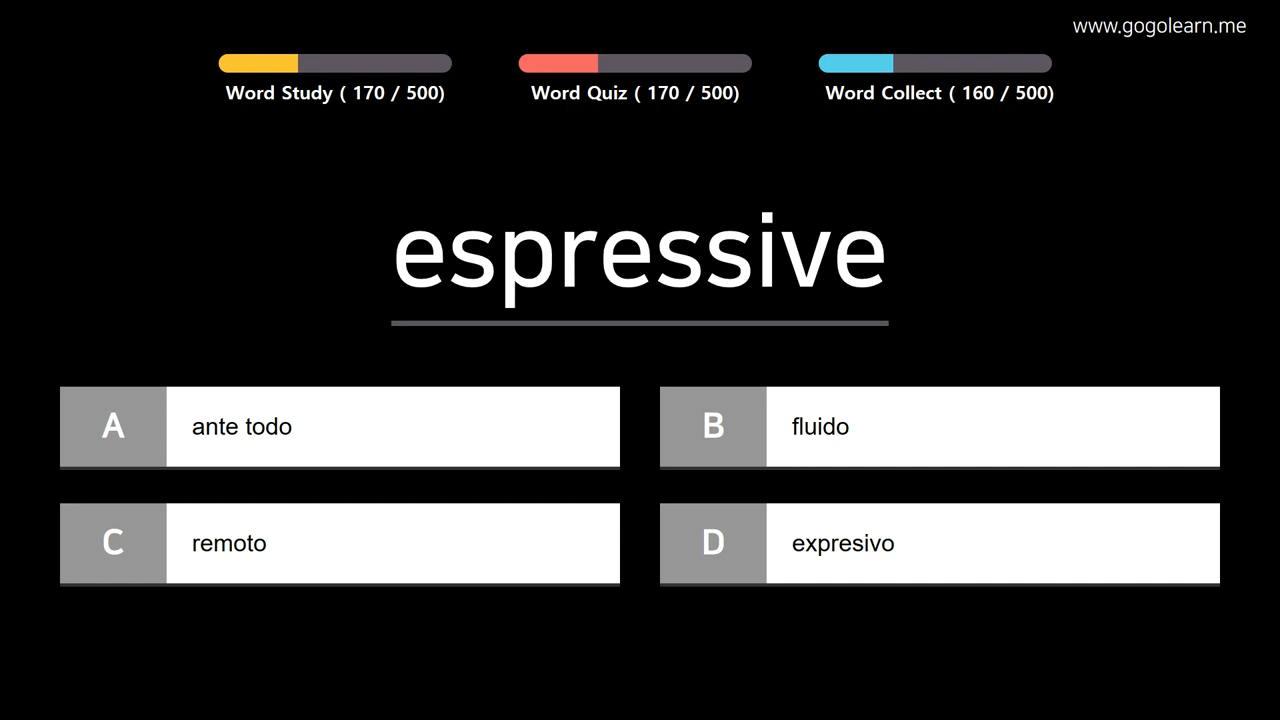 www.gogolearn.me
Word Study ( 170 / 500)
Word Quiz ( 170 / 500)
Word Collect ( 160 / 500)
espressive
A
ante todo
B
fluido
C
remoto
D
expresivo